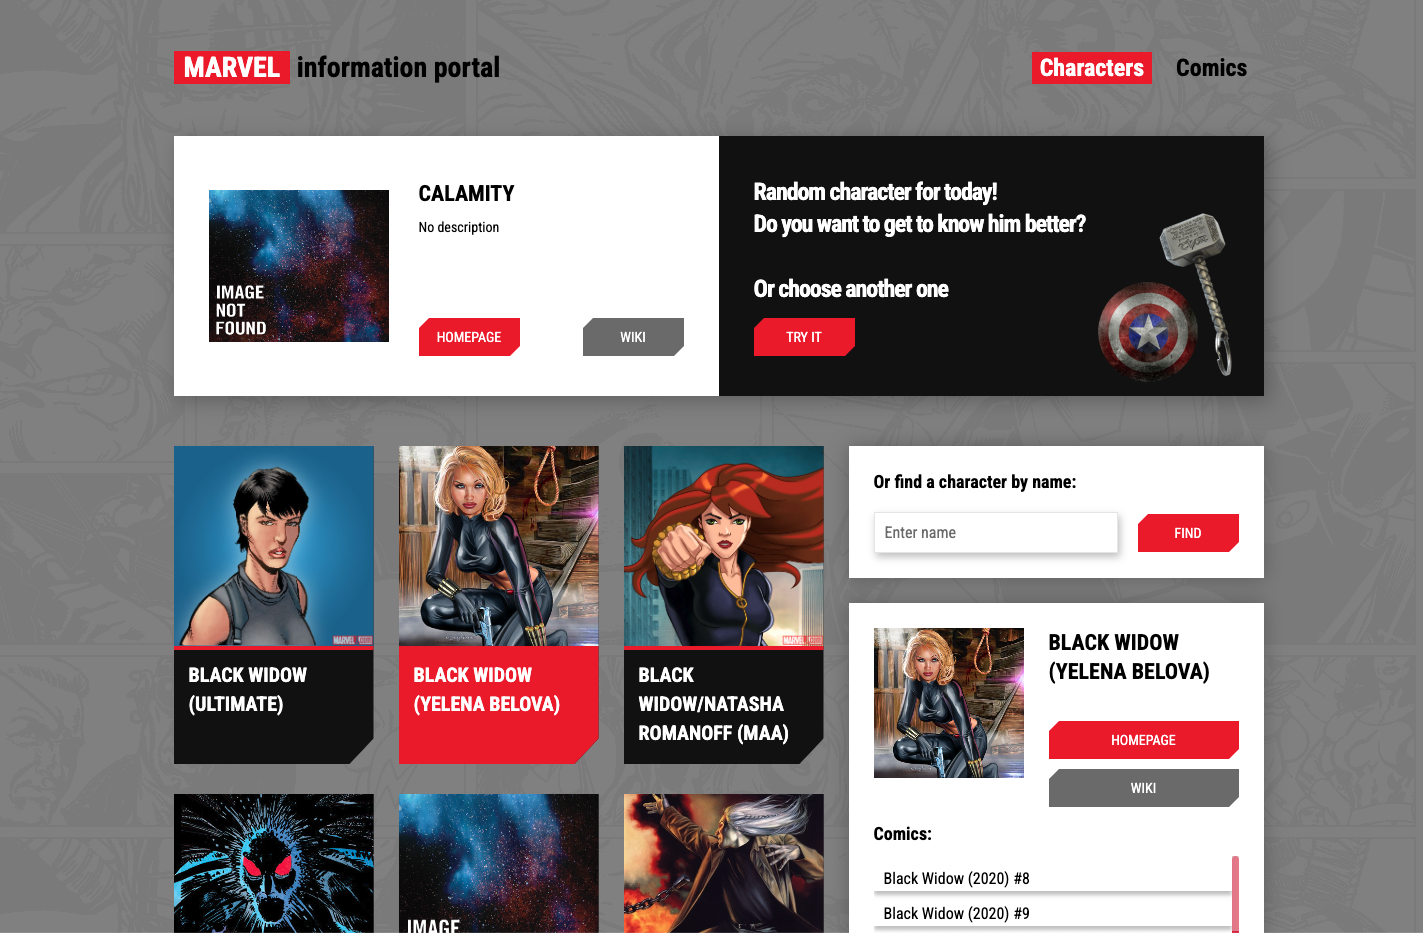 MARVEL information portal
Characters
Comics
CALAMITY
No description
IMAGE
NOT
FOUND
HOMEPAGE
WIKI
Random character for today!
Do you want to get to know him better?
Or choose another one
TRY IT
MARVEL
BLACK WIDOW
(ULTIMATE)
BLACK WIDOW
(YELENA BELOVA)
BLACK
WIDOW/NATASHA
ROMANOFF (MAA)
IMAGE
Or find a character by name:
Enter name
FIND
BLACK WIDOW
(YELENA BELOVA)
HOMEPAGE
WIKI
Comics:
Black Widow (2020) #8
Black Widow (2020) #9